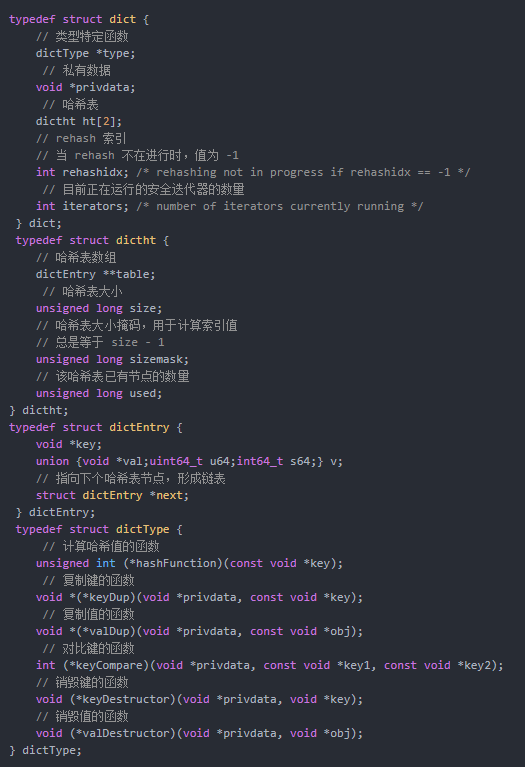 typedef struct dict {
    // 类型特定函数
    dictType *type;
     // 私有数据
    void *privdata;
     // 哈希表
    dictht ht[2];
    // rehash 索引
    // 当 rehash 不在进行时，值为 -1
    int rehashidx; /* rehashing not in progress if rehashidx == -1 */
     // 目前正在运行的安全迭代器的数量
    int iterators; /* number of iterators currently running */
 } dict;
 typedef struct dictht {
    // 哈希表数组
    dictEntry **table;
     // 哈希表大小
    unsigned long size;
    // 哈希表大小掩码，用于计算索引值
    // 总是等于 size - 1
    unsigned long sizemask;
    // 该哈希表已有节点的数量
    unsigned long used;
} dictht;
typedef struct dictEntry {
    void *key;
    union {void *val;uint64_t u64;int64_t s64;} v;
    // 指向下个哈希表节点，形成链表
    struct dictEntry *next;
 } dictEntry;
 typedef struct dictType {
     // 计算哈希值的函数
    unsigned int (*hashFunction)(const void *key);
     // 复制键的函数
    void *(*keyDup)(void *privdata, const void *key);
     // 复制值的函数
    void *(*valDup)(void *privdata, const void *obj);
     // 对比键的函数
    int (*keyCompare)(void *privdata, const void *key1, const void *key2);
    // 销毁键的函数
    void (*keyDestructor)(void *privdata, void *key);
    // 销毁值的函数
    void (*valDestructor)(void *privdata, void *obj);
} dictType;